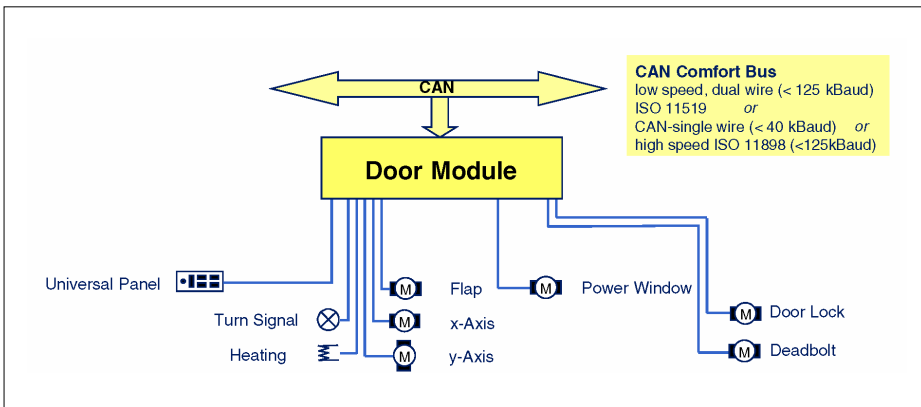 CAN
CAN Comfort Bus
low speed, dual wire (< 125 kBaud)
ISO 11519 or
CAN-single wire (< 40 kBaud) or
high speed ISO 11898 (<125kBaud)
Door Module
Universal Panel
Turn Signal
Heating
M
Flap
M
x-Axis
M
y-Axis
M
Power Window
M
Door Lock
M
Deadbolt